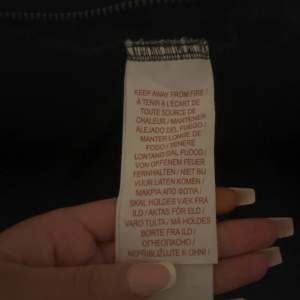 KEEP AWAY FROM FIRE /
À TENIR À L'ÉCART DE
TOUTE SOURCE DE
CHALEUR / MANTENER
ALEJADO DEL FUEGO /
MANTER LONGE DE
FOGO / TENERE
LONTANO DAL FUOCO /
VON OFFENEM FEUER
FERNHALTEN / NIET BIJ
VUUR LATEN KOMEN /
ΜΑΚΡΙΑ ΑΠΟ ΦΩΤΙΑ /
SKAL HOLDES VÆK FRA
ILD / AKTAS FÖR ELD /
VARO TULTA / MÅ HOLDES
BORTE FRA ILD /
ОГНЕОПАСНО /
NEPŘIBLIŽUJTE K OHNI /